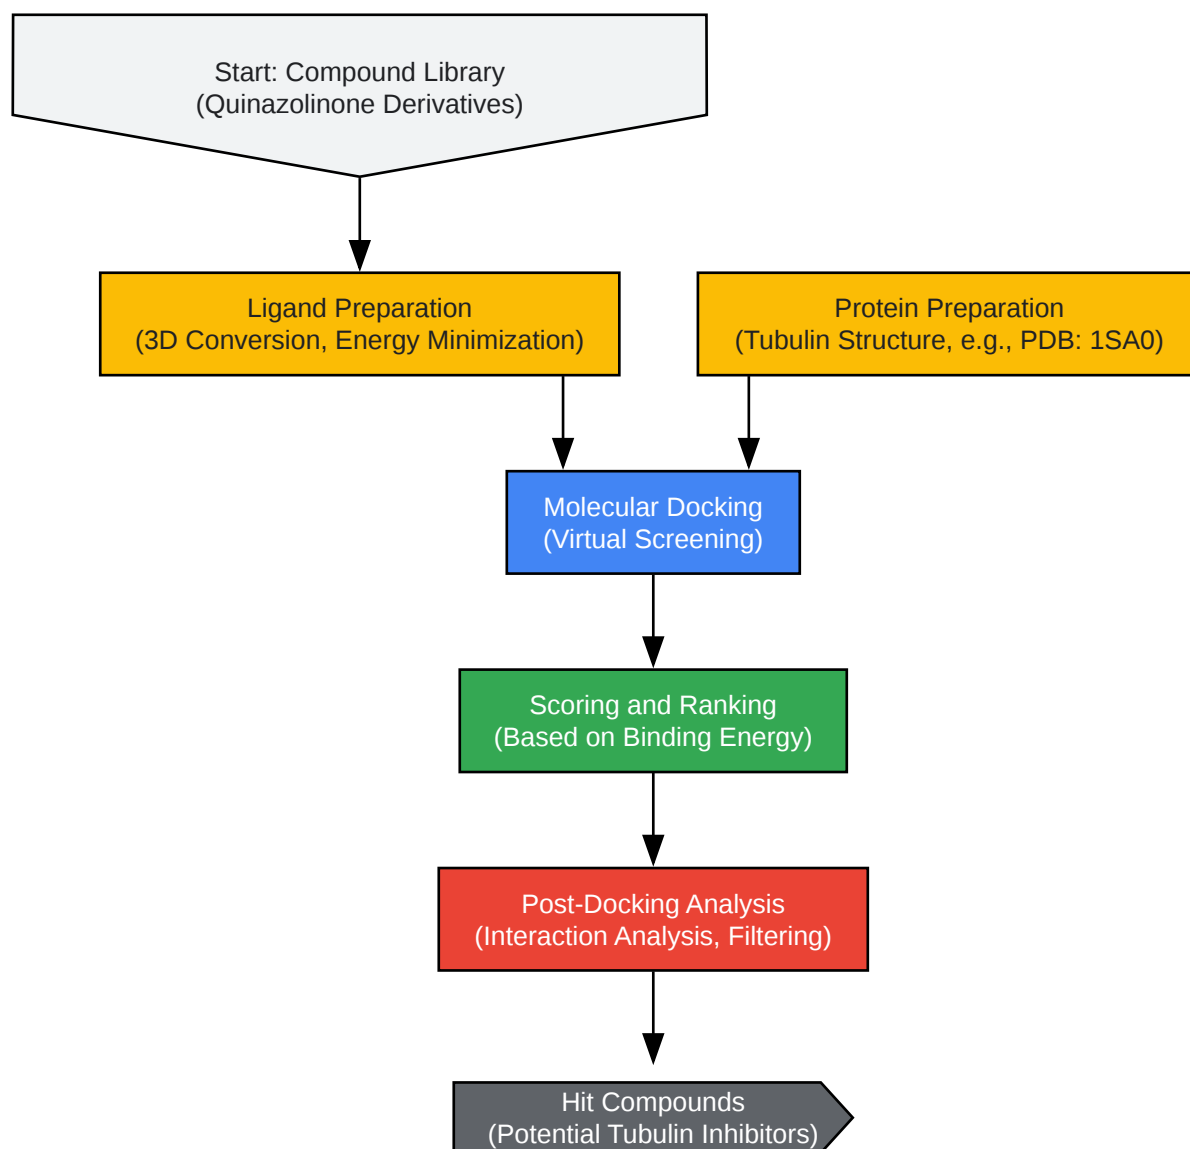 Start: Compound Library
(Quinazolinone Derivatives)
Ligand Preparation
(3D Conversion, Energy Minimization)
Protein Preparation
(Tubulin Structure, e.g., PDB: 1SA0)
Molecular Docking
(Virtual Screening)
Scoring and Ranking
(Based on Binding Energy)
Post-Docking Analysis
(Interaction Analysis, Filtering)
Hit Compounds
(Potential Tubulin Inhibitors)